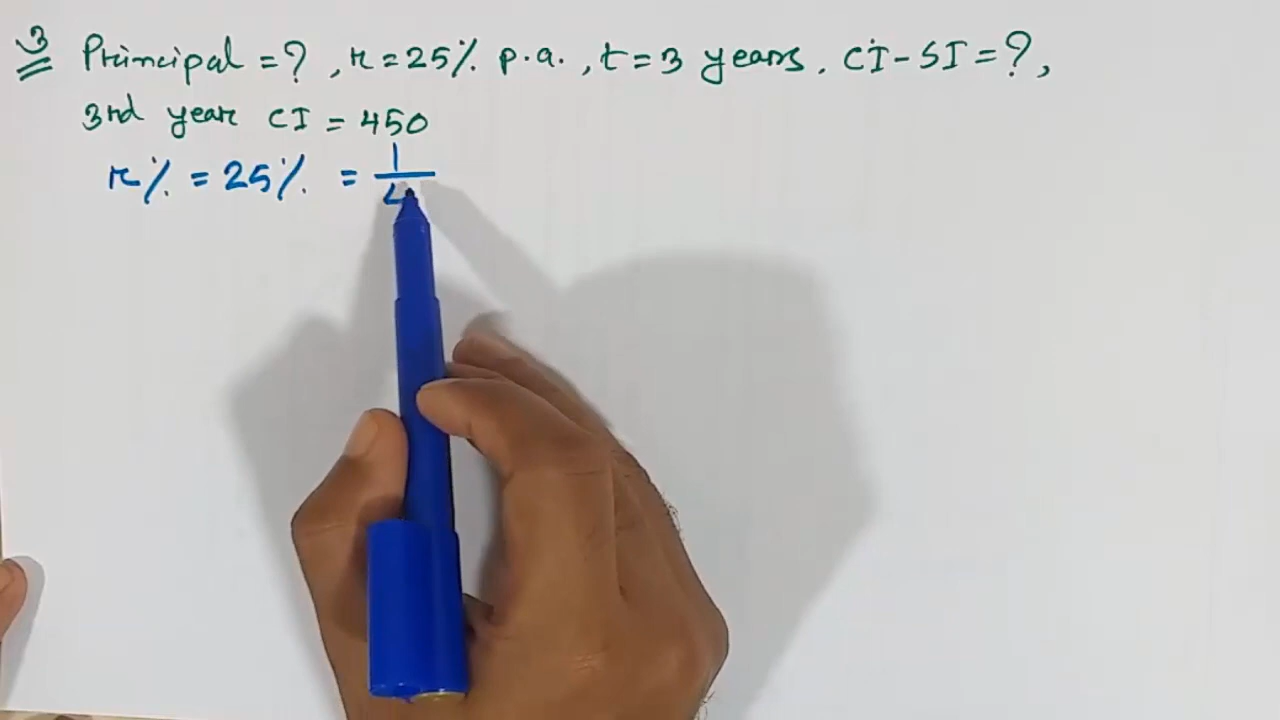 3 Principal = ?, r = 25% p.a., t = 3 years, CI - SI = ?,
3rd year CI = 450
r% = 25% = 1/4